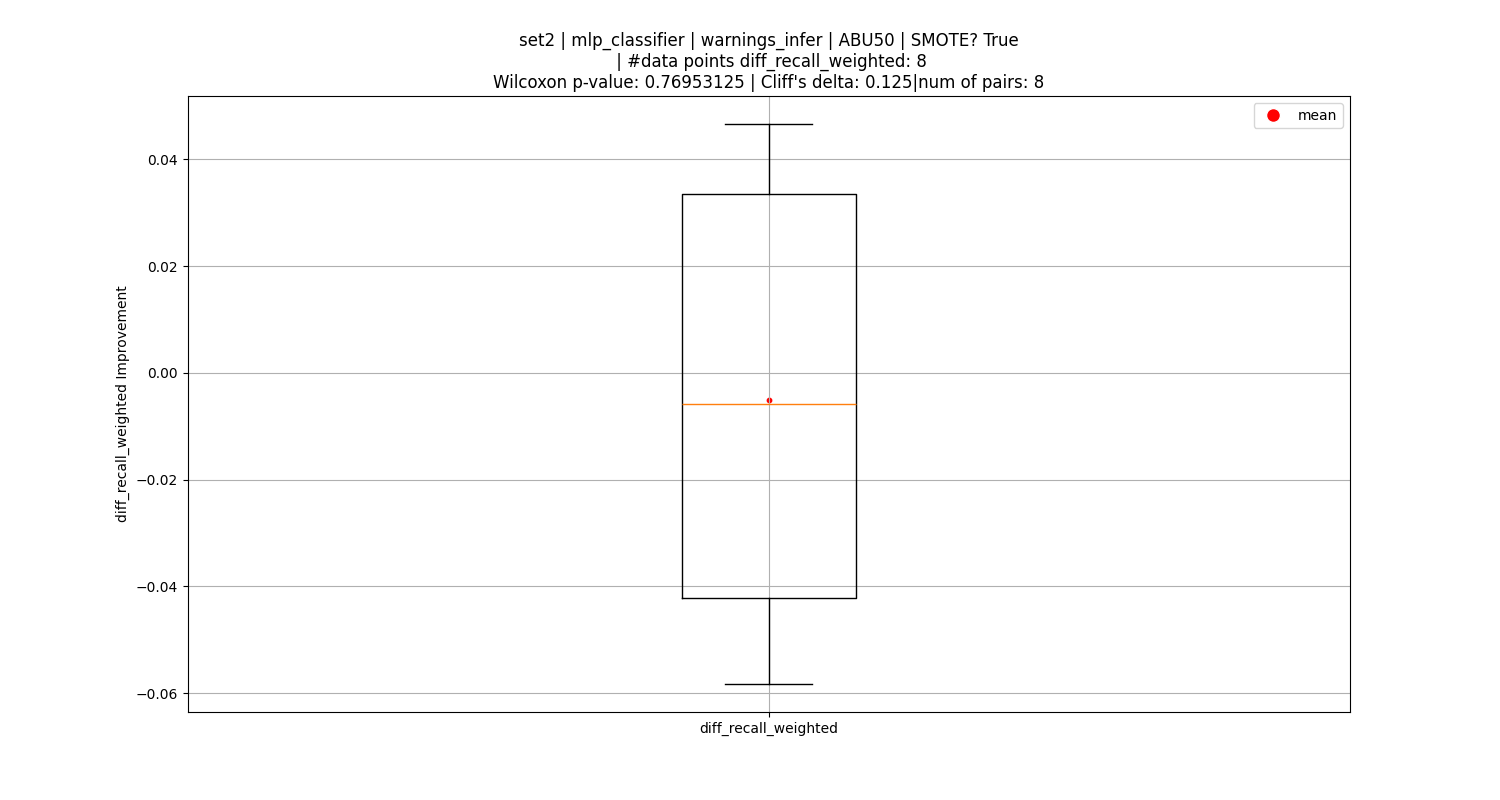 set2 | mlp_classifier | warnings_infer | ABU50 | SMOTE? True
| #data points diff_recall_weighted: 8
Wilcoxon p-value: 0.76953125 | Cliff's delta: 0.125|num of pairs: 8
mean
0.04
0.02
0.00
−0.02
−0.04
−0.06
diff_recall_weighted Improvement
diff_recall_weighted